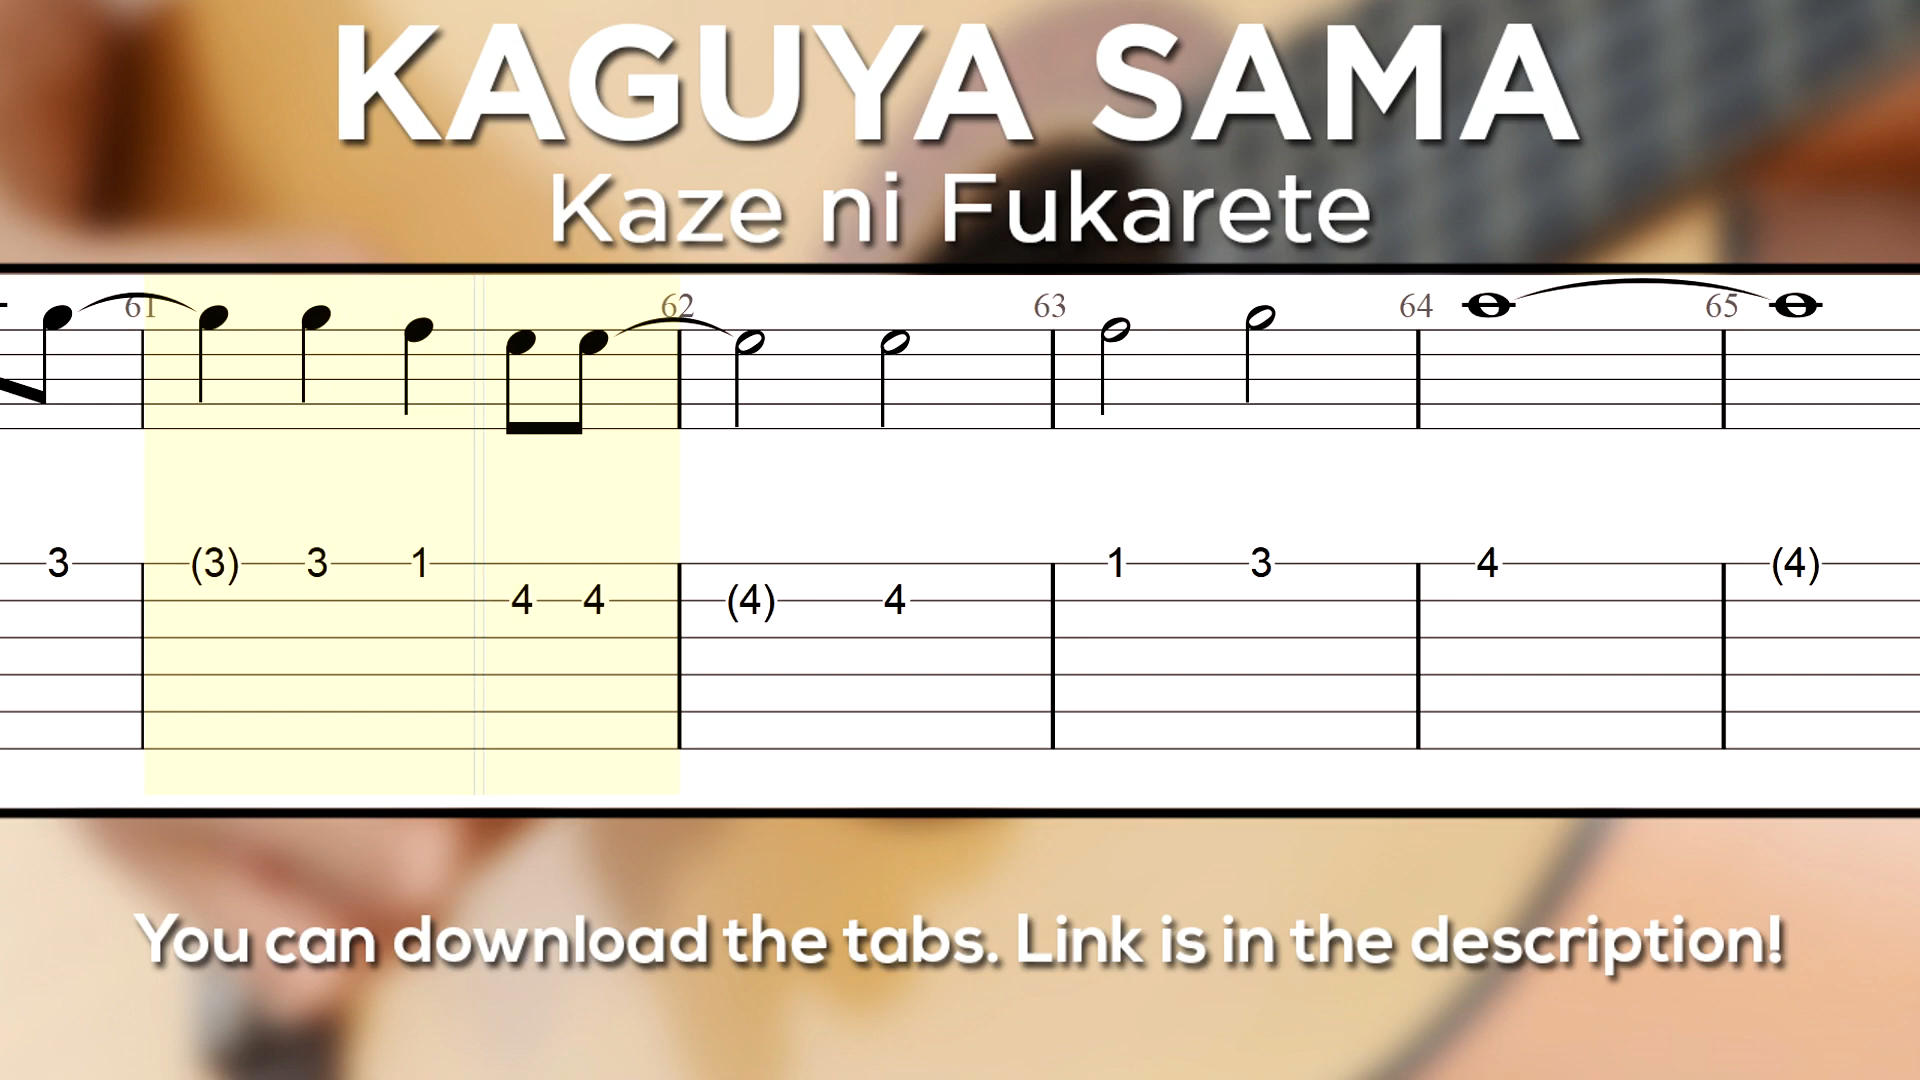 KAGUYA SAMA
Kaze ni Fukarete
61 62 63 64 65
3 (3) 3 1 1 3 4 (4)
4 4 (4) 4
You can download the tabs. Link is in the description!